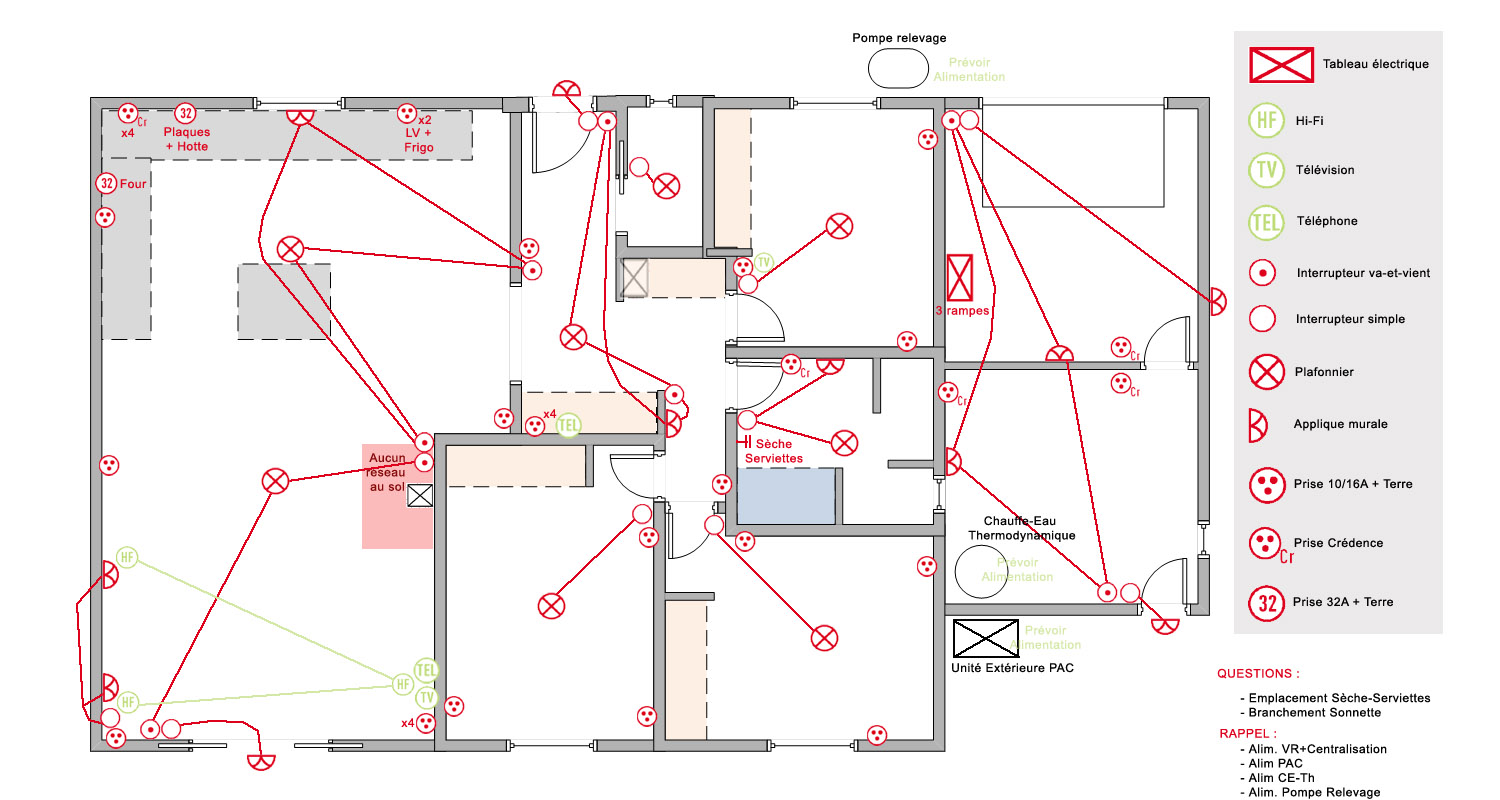 Pompe relevage
Prévoir
Alimentation
Cr
x4
32
Plaques
+ Hotte
x2
LV +
Frigo
32 Four
TV
3 rampes
Cr
Cr
Cr
Cr
x4
TEL
Sèche
Serviettes
Aucun
réseau
au sol
Chauffe-Eau
Thermodynamique
Prévoir
Alimentation
HF
HF
HF
TEL
TV
x4
Prévoir
Alimentation
Unité Extérieure PAC
Tableau électrique
HF Hi-Fi
TV Télévision
TEL Téléphone
Interrupteur va-et-vient
Interrupteur simple
Plafonnier
Applique murale
Prise 10/16A + Terre
Cr Prise Crédence
32 Prise 32A + Terre
QUESTIONS :
- Emplacement Sèche-Serviettes
- Branchement Sonnette
RAPPEL :
- Alim. VR+Centralisation
- Alim PAC
- Alim CE-Th
- Alim. Pompe Relevage